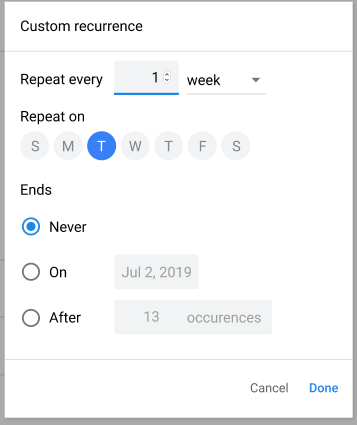 Custom recurrence
Repeat every 1 week
Repeat on
S M T W T F S
Ends
Never
On Jul 2, 2019
After 13 occurences
Cancel Done